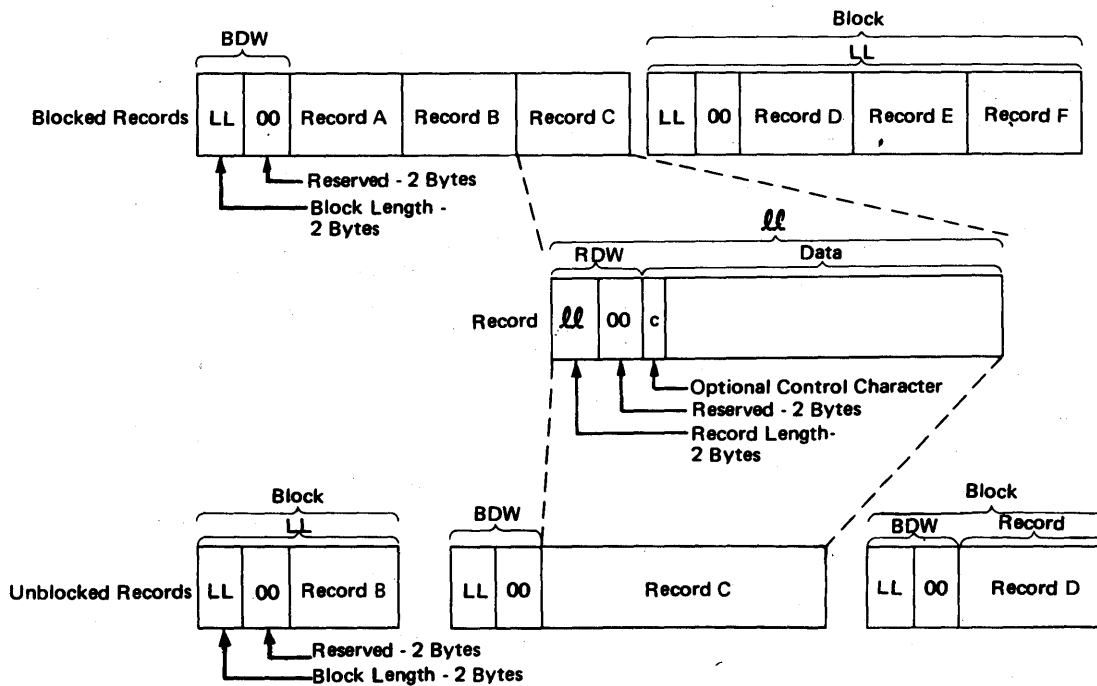 Block
BDW
LL
Blocked Records
LL
00
Record A
Record B
Record C
LL
00
Record D
Record E
Record F
Reserved - 2 Bytes
Block Length -
2 Bytes
ll
RDW
Data
Record
ll
00
c
Optional Control Character
Reserved - 2 Bytes
Record Length-
2 Bytes
Block
LL
BDW
Block
BDW
Record
Unblocked Records
LL
00
Record B
LL
00
Record C
LL
00
Record D
Reserved - 2 Bytes
Block Length - 2 Bytes